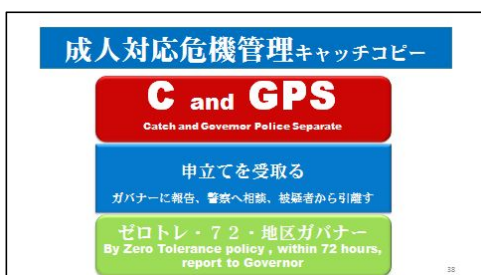 成人対応危機管理キャッチコピー
C and GPS
Catch and Governor Police Separate
申立てを受取る
ガバナーに報告、警察へ相談、被疑者から引離す
ゼロトレ・７２・地区ガバナー
By Zero Tolerance policy , within 72 hours,
report to Governor
38